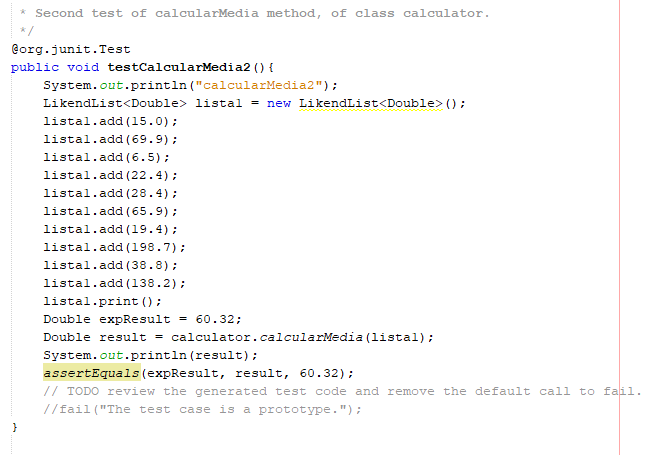 * Second test of calcularMedia method, of class calculator.
*/
@org.junit.Test
public void testCalcularMedia2(){
System.out.println("calcularMedia2");
LikendList<Double> lista1 = new LikendList<Double>();
lista1.add(15.0);
lista1.add(69.9);
lista1.add(6.5);
lista1.add(22.4);
lista1.add(28.4);
lista1.add(65.9);
lista1.add(19.4);
lista1.add(198.7);
lista1.add(38.8);
lista1.add(138.2);
lista1.print();
Double expResult = 60.32;
Double result = calculator.calcularMedia(lista1);
System.out.println(result);
assertEquals(expResult, result, 60.32);
// TODO review the generated test code and remove the default call to fail.
//fail("The test case is a prototype.");
}